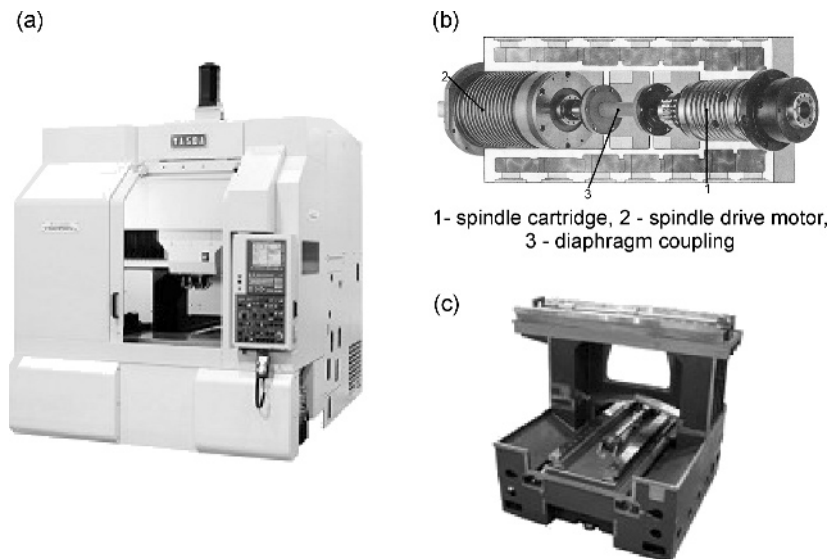 (a)
YASDA
(b)
2
3
1
1- spindle cartridge, 2 - spindle drive motor,
3 - diaphragm coupling
(c)